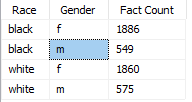 Race Gender Fact Count
black f 1886
black m 549
white f 1860
white m 575